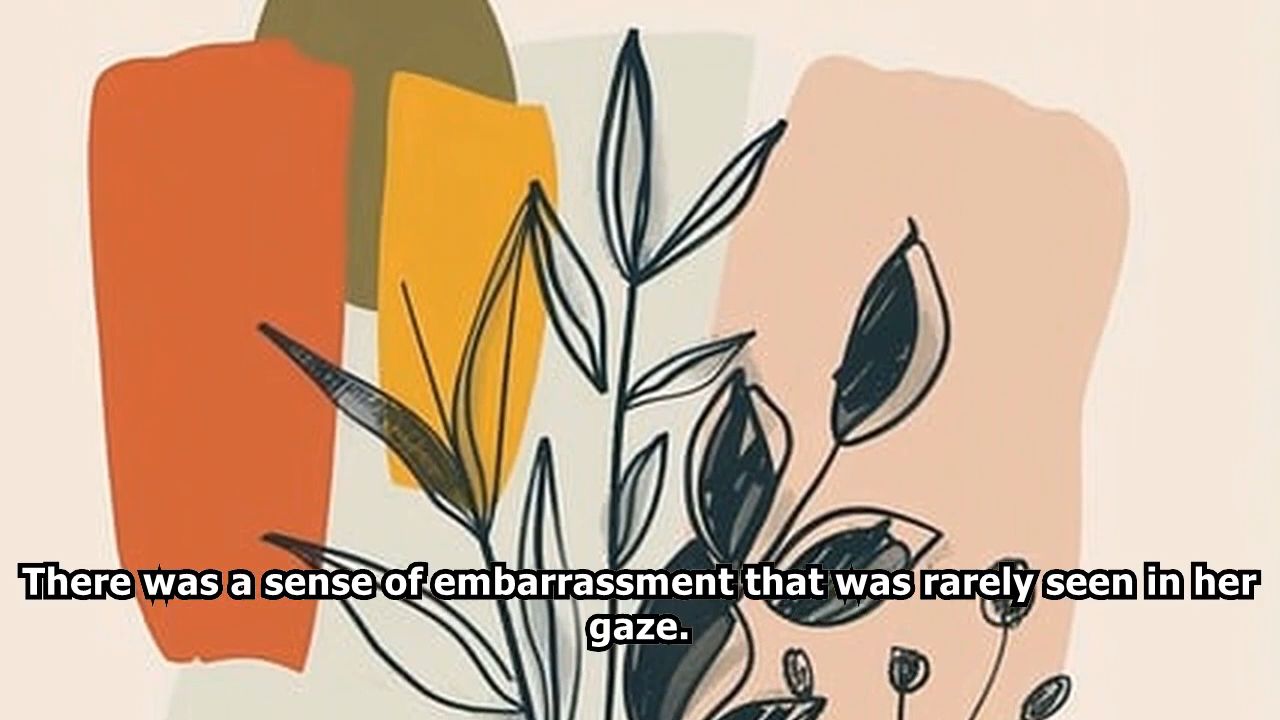 There was a sense of embarrassment that was rarely seen in her
gaze.